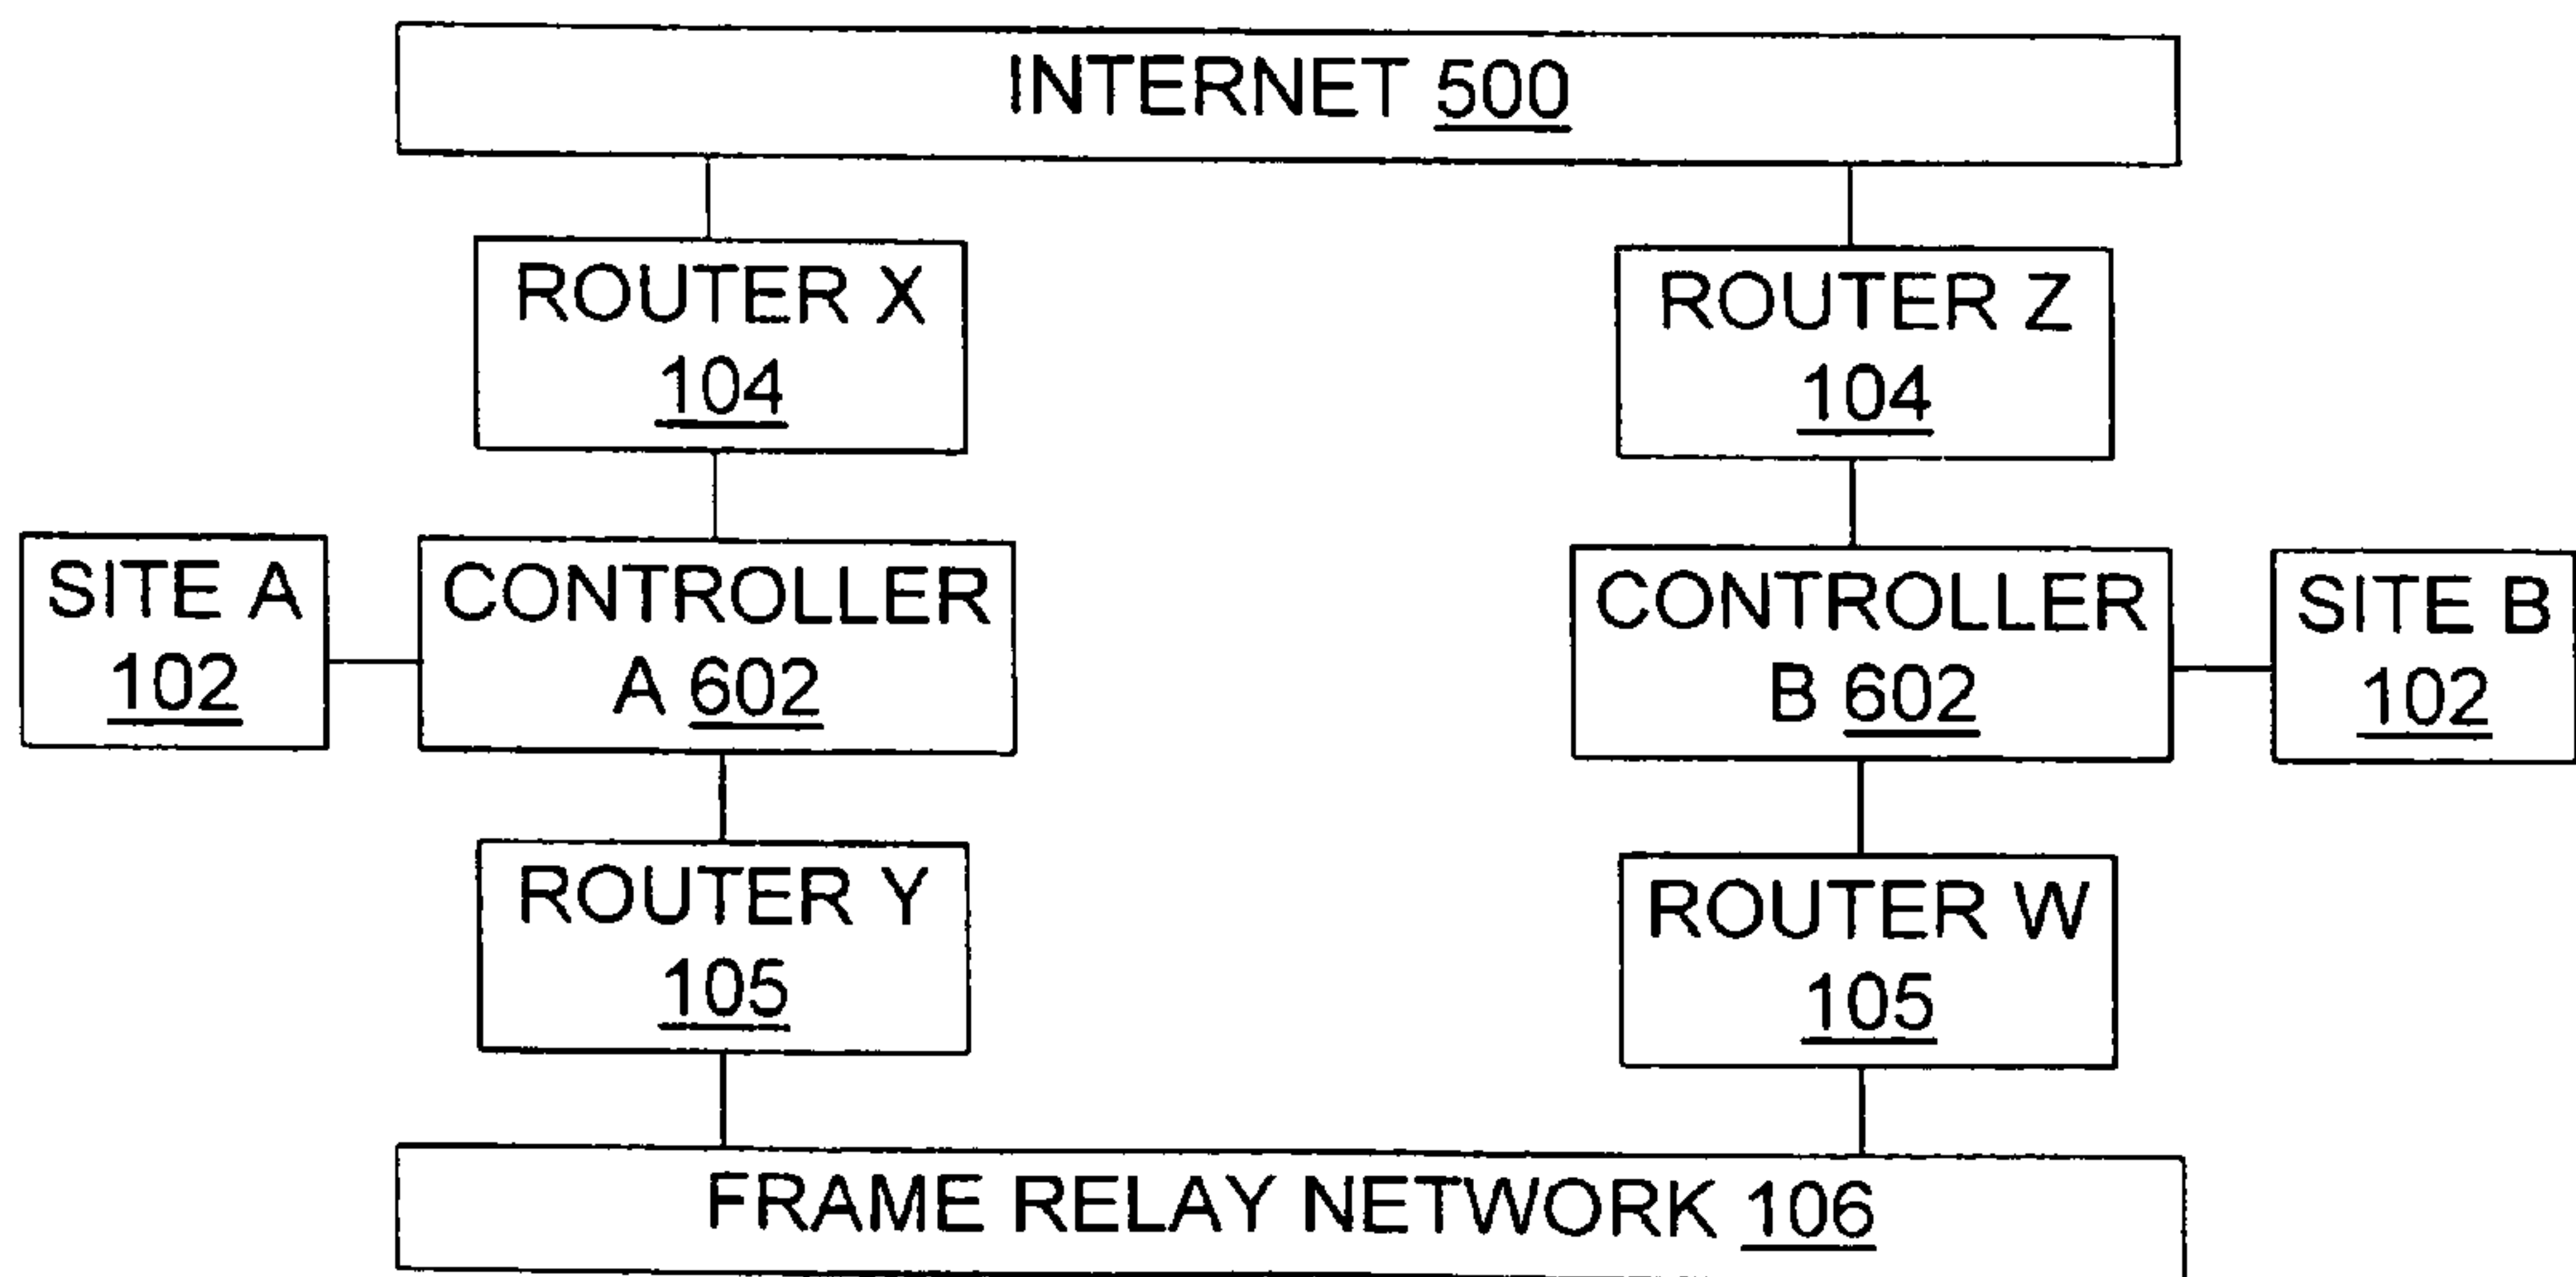 INTERNET 500
ROUTER X
104
ROUTER Z
104
SITE A
102
CONTROLLER
A 602
CONTROLLER
B 602
SITE B
102
ROUTER Y
105
ROUTER W
105
FRAME RELAY NETWORK 106